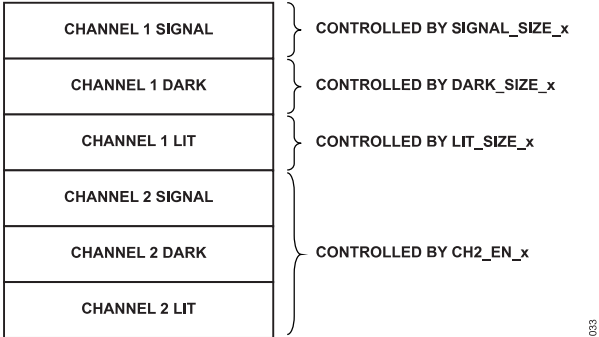 CHANNEL 1 SIGNAL CONTROLLED BY SIGNAL_SIZE_x
CHANNEL 1 DARK CONTROLLED BY DARK_SIZE_x
CHANNEL 1 LIT CONTROLLED BY LIT_SIZE_x
CHANNEL 2 SIGNAL
CHANNEL 2 DARK CONTROLLED BY CH2_EN_x
CHANNEL 2 LIT
033